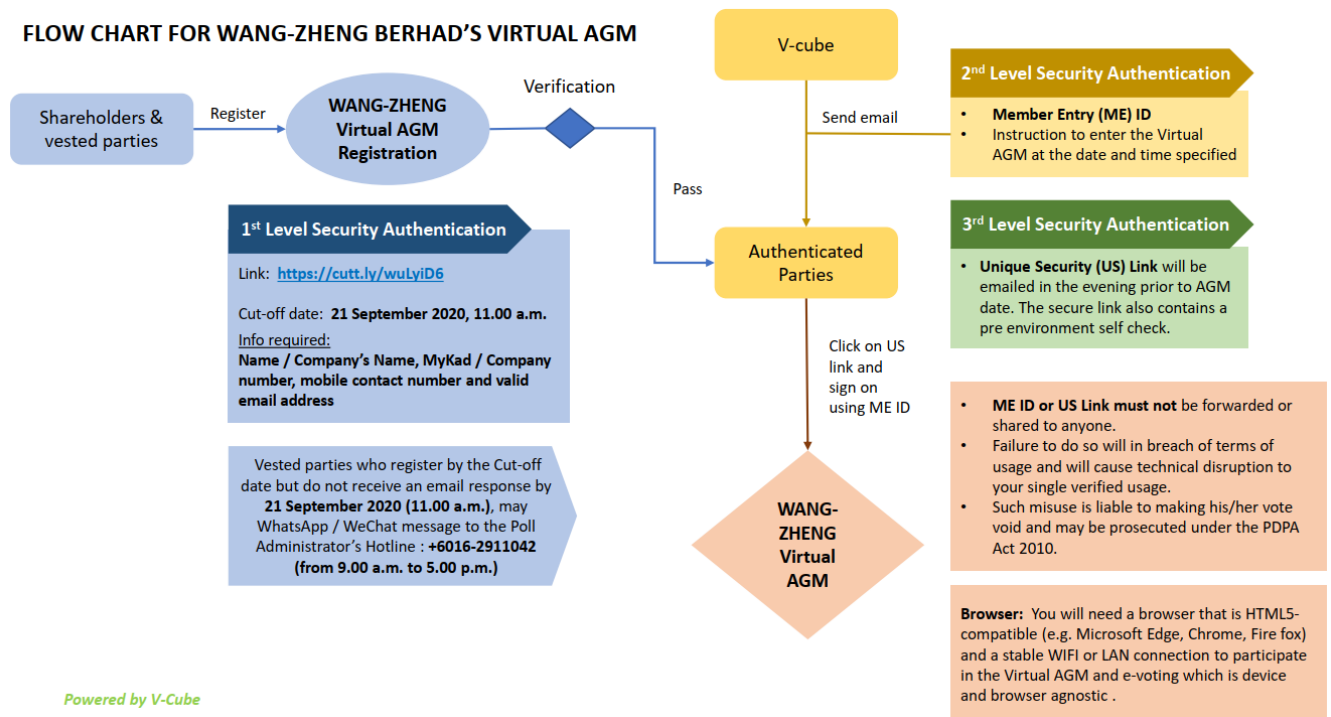 FLOW CHART FOR WANG-ZHENG BERHAD'S VIRTUAL AGM
Shareholders &
vested parties
Register
WANG-ZHENG
Virtual AGM
Registration
Verification
Pass
V-cube
Send email
Authenticated
Parties
Click on US
link and
sign on
using ME ID
WANG-
ZHENG
Virtual
AGM
1st Level Security Authentication
Link: https://cutt.ly/wuLyiD6
Cut-off date: 21 September 2020, 11.00 a.m.
Info required:
Name / Company's Name, MyKad / Company
number, mobile contact number and valid
email address
Vested parties who register by the Cut-off
date but do not receive an email response by
21 September 2020 (11.00 a.m.), may
WhatsApp / WeChat message to the Poll
Administrator's Hotline : +6016-2911042
(from 9.00 a.m. to 5.00 p.m.)
2nd Level Security Authentication
• Member Entry (ME) ID
• Instruction to enter the Virtual
AGM at the date and time specified
3rd Level Security Authentication
• Unique Security (US) Link will be
emailed in the evening prior to AGM
date. The secure link also contains a
pre environment self check.
• ME ID or US Link must not be forwarded or
shared to anyone.
• Failure to do so will in breach of terms of
usage and will cause technical disruption to
your single verified usage.
• Such misuse is liable to making his/her vote
void and may be prosecuted under the PDPA
Act 2010.
Browser: You will need a browser that is HTML5-
compatible (e.g. Microsoft Edge, Chrome, Fire fox)
and a stable WIFI or LAN connection to participate
in the Virtual AGM and e-voting which is device
and browser agnostic .
Powered by V-Cube